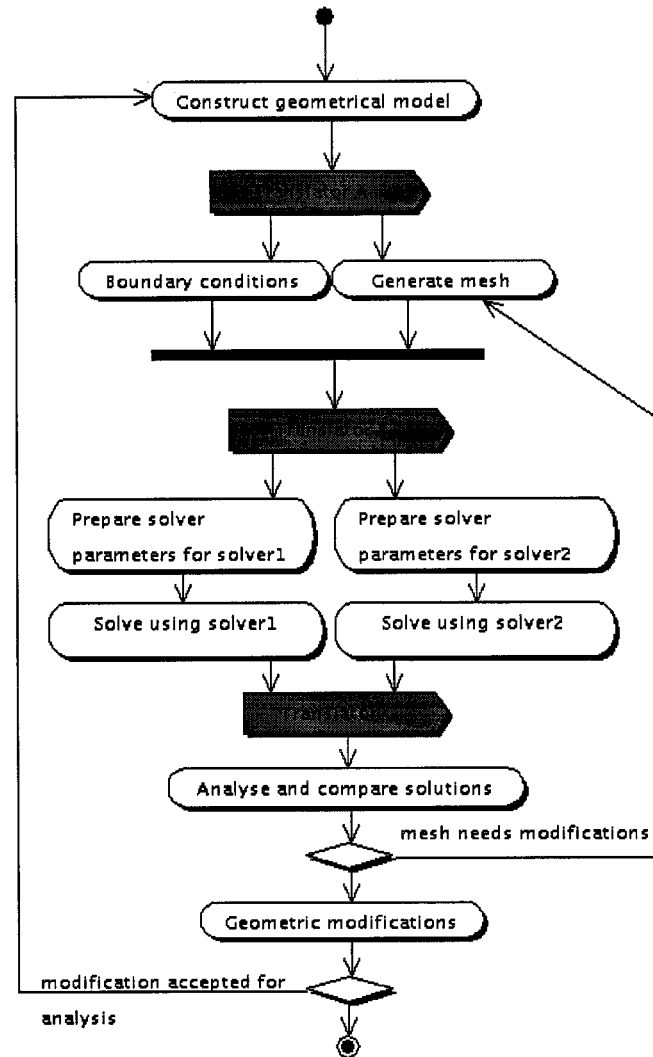 Construct geometrical model
Boundary conditions
Generate mesh
Prepare solver
parameters for solver1
Prepare solver
parameters for solver2
Solve using solver1
Solve using solver2
Analyse and compare solutions
mesh needs modifications
Geometric modifications
modification accepted for
analysis